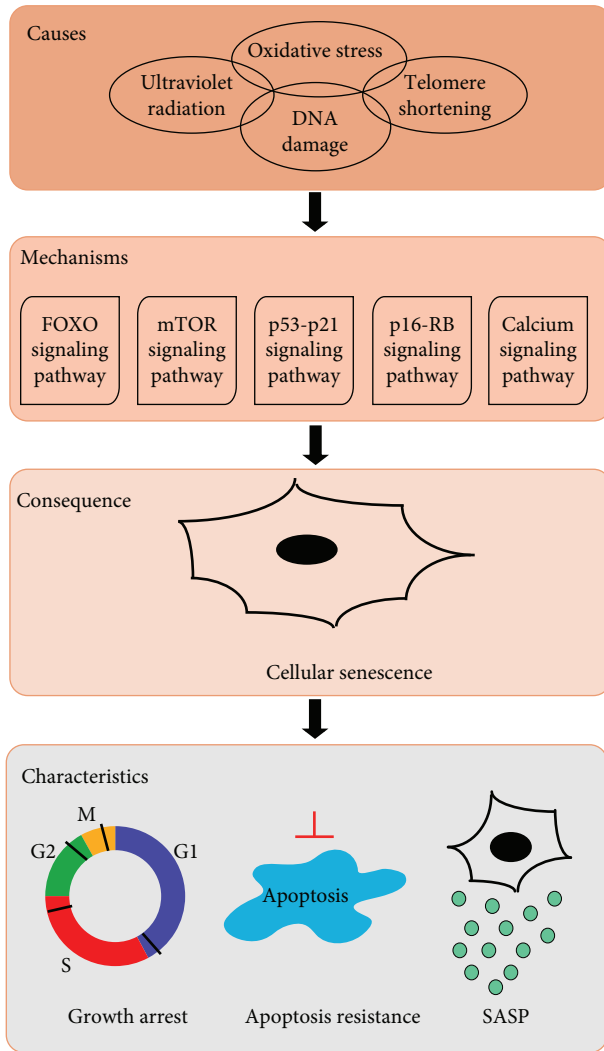 Causes
Oxidative stress
Ultraviolet
radiation
Telomere
shortening
DNA
damage
Mechanisms
FOXO
signaling
pathway
mTOR
signaling
pathway
p53-p21
signaling
pathway
p16-RB
signaling
pathway
Calcium
signaling
pathway
Consequence
Cellular senescence
Characteristics
M
G2
G1
S
Apoptosis
Growth arrest
Apoptosis resistance
SASP